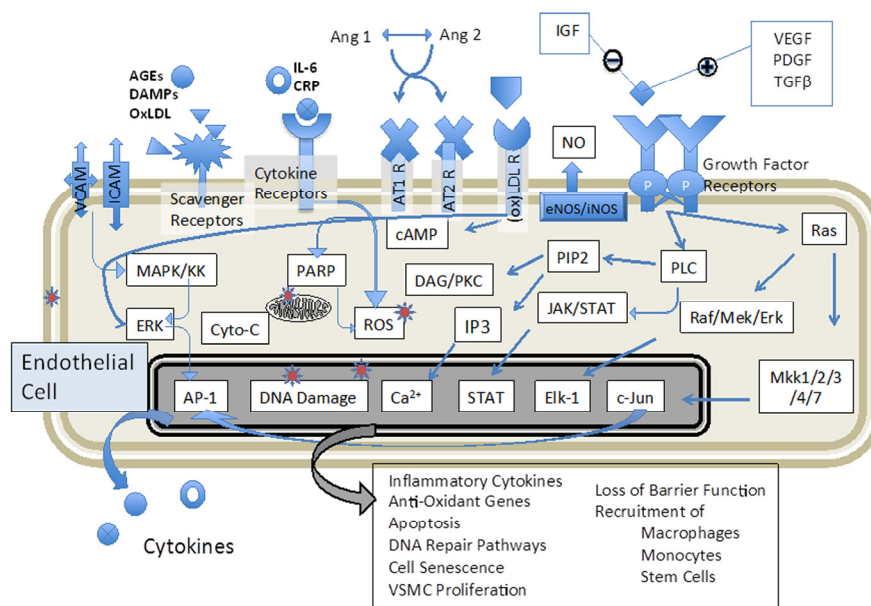 Ang 1
Ang 2
IGF
VEGF
PDGF
TGFβ
AGEs
DAMPs
OxLDL
IL-6
CRP
NO
VCAM
ICAM
Scavenger
Receptors
Cytokine
Receptors
AT1 R
AT2 R
(ox)LDL R
eNOS/iNOS
P
P
Growth Factor
Receptors
cAMP
Ras
MAPK/KK
PARP
DAG/PKC
PIP2
PLC
ERK
Cyto-C
ROS
IP3
JAK/STAT
Raf/Mek/Erk
Endothelial
Cell
AP-1
DNA Damage
Ca²⁺
STAT
Elk-1
c-Jun
Mkk1/2/3
/4/7
Cytokines
Inflammatory Cytokines
Anti-Oxidant Genes
Apoptosis
DNA Repair Pathways
Cell Senescence
VSMC Proliferation
Loss of Barrier Function
Recruitment of
Macrophages
Monocytes
Stem Cells